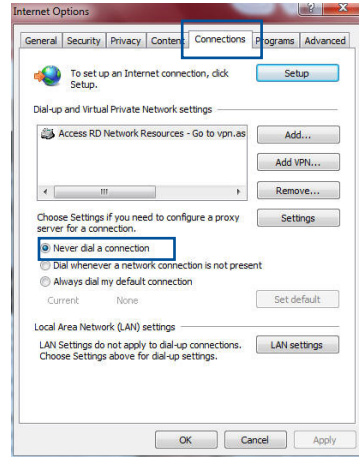 Internet Options
General Security Privacy Content Connections Programs Advanced
To set up an Internet connection, click
Setup.
Setup
Dial-up and Virtual Private Network settings
Access RD Network Resources - Go to vpn.as
Add...
Add VPN...
Remove...
Choose Settings if you need to configure a proxy
server for a connection.
Settings
Never dial a connection
Dial whenever a network connection is not present
Always dial my default connection
Current None
Set default
Local Area Network (LAN) settings
LAN Settings do not apply to dial-up connections.
Choose Settings above for dial-up settings.
LAN settings
OK Cancel Apply